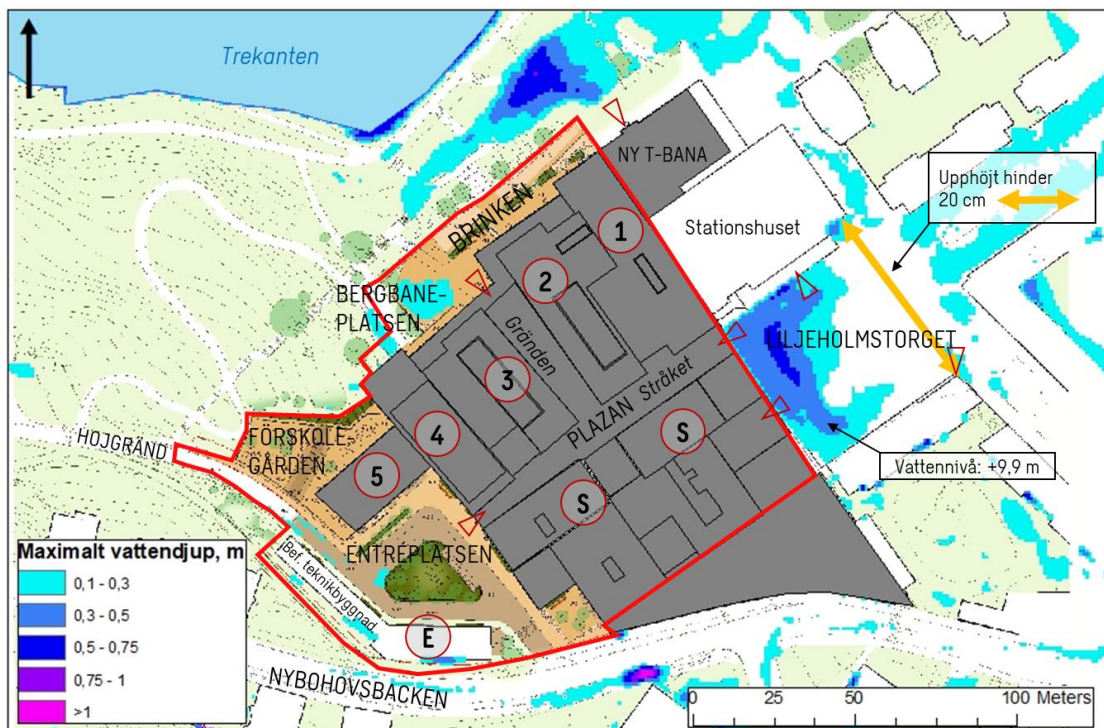 Trekanten
NY T-BANA
Upphöjt hinder
20 cm
BRINKEN
1
Stationshuset
2
BERGBANE-
PLATSEN
Gränden
LILJEHOLMSTORGET
3
PLAZAN Stråket
HOJGRÄND
FÖRSKOLE-
GÅRDEN
4
S
5
Vattennivå: +9,9 m
S
ENTRÉPLATSEN
Maximalt vattendjup, m
0,1 - 0,3
0,3 - 0,5
0,5 - 0,75
0,75 - 1
>1
Bef. teknikbyggnad
E
NYBOHOVSBACKEN
0 25 50 100 Meters